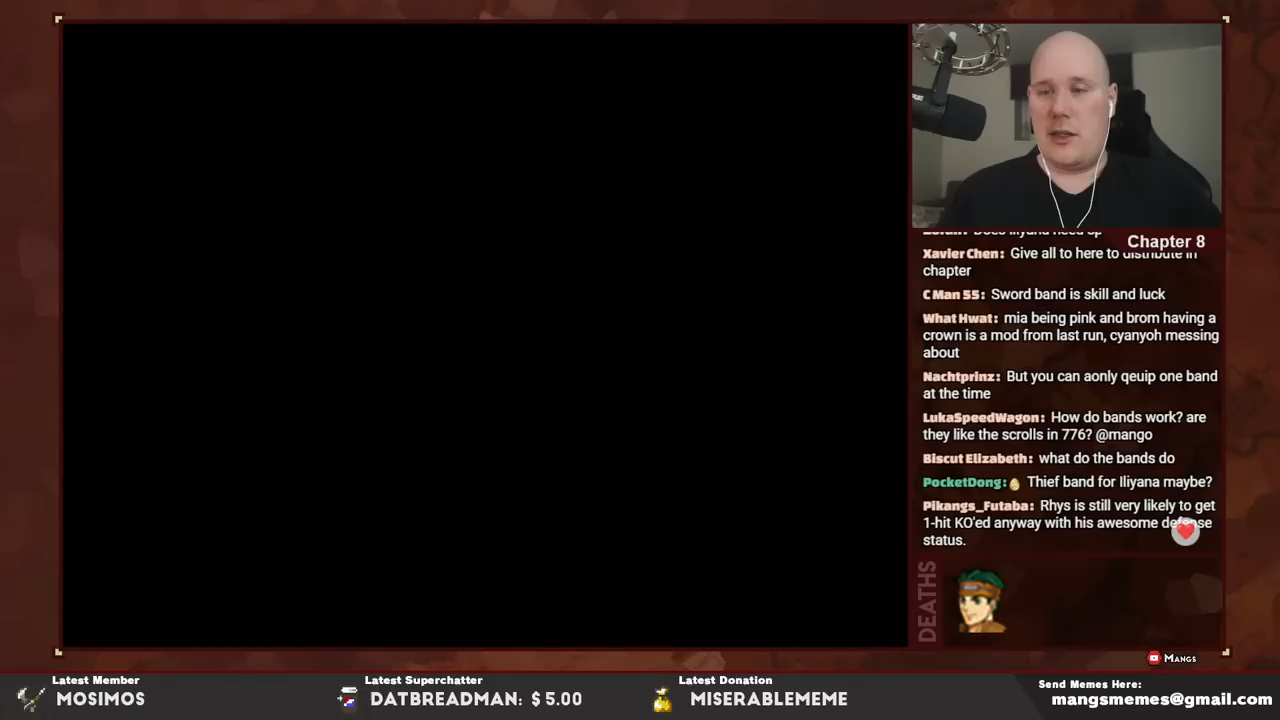 Chapter 8
Xavier Chen: Give all to here to distribute in
chapter
C Man 55: Sword band is skill and luck
What Hwat: mia being pink and brom having a
crown is a mod from last run, cyanyoh messing
about
Nachtprinz: But you can aonly qeuip one band
at the time
LukaSpeedWagon: How do bands work? are
they like the scrolls in 776? @mango
Biscut Elizabeth: what do the bands do
PocketDong: Thief band for Iliyana maybe?
Pikangs_Futaba: Rhys is still very likely to get
1-hit KO'ed anyway with his awesome defense
status.
DEATHS
Mangs
Latest Member
MOSIMOS
Latest Superchatter
DATBREADMAN: $5.00
Latest Donation
MISERABLEMEME
Send Memes Here:
mangsmemes@gmail.com